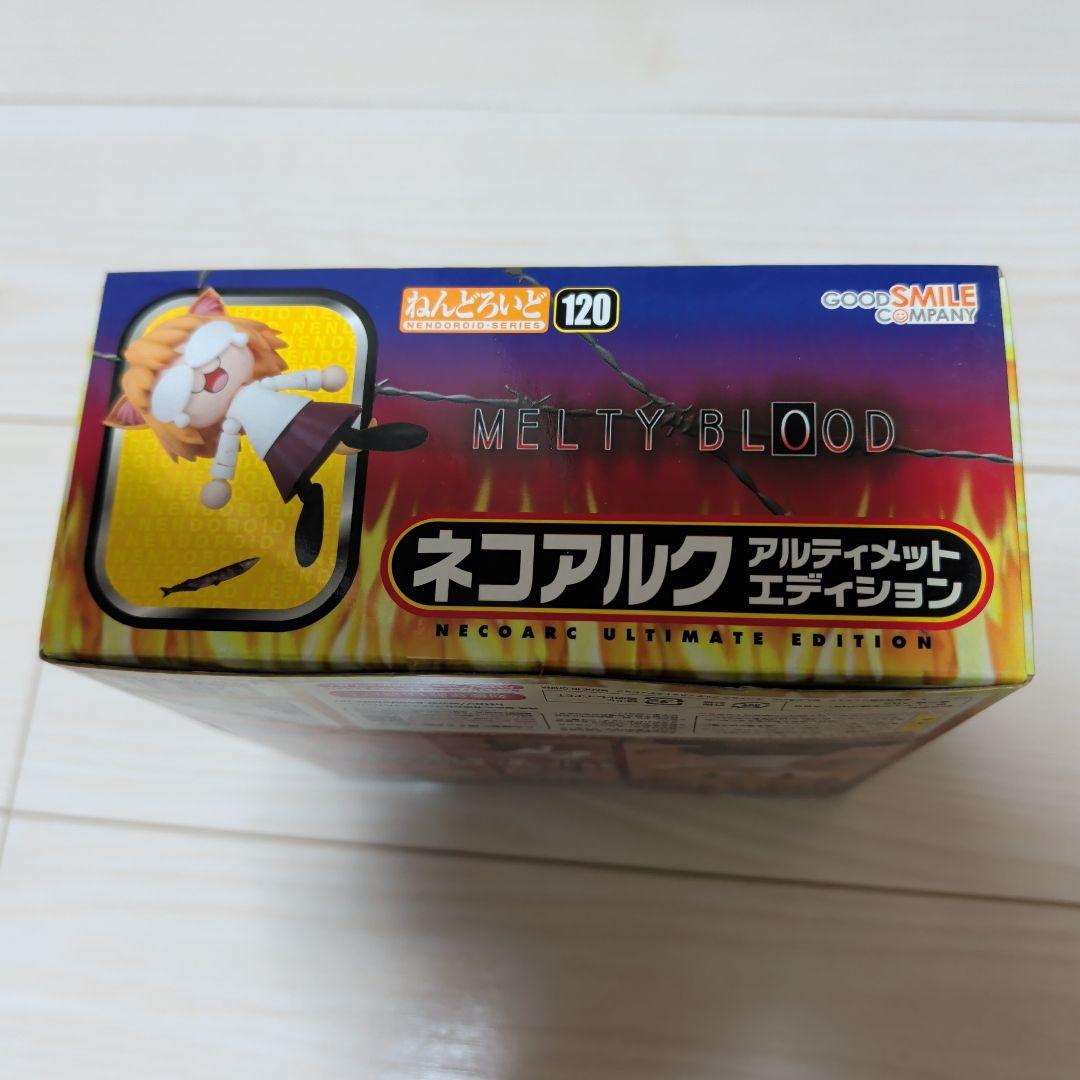 ねんどろいど
NENDOROID・SERIES
120
GOOD SMILE
COMPANY
MELTY BLOOD
ネコアルク
アルティメット
エディション
NECOARC ULTIMATE EDITION
NENDOROID